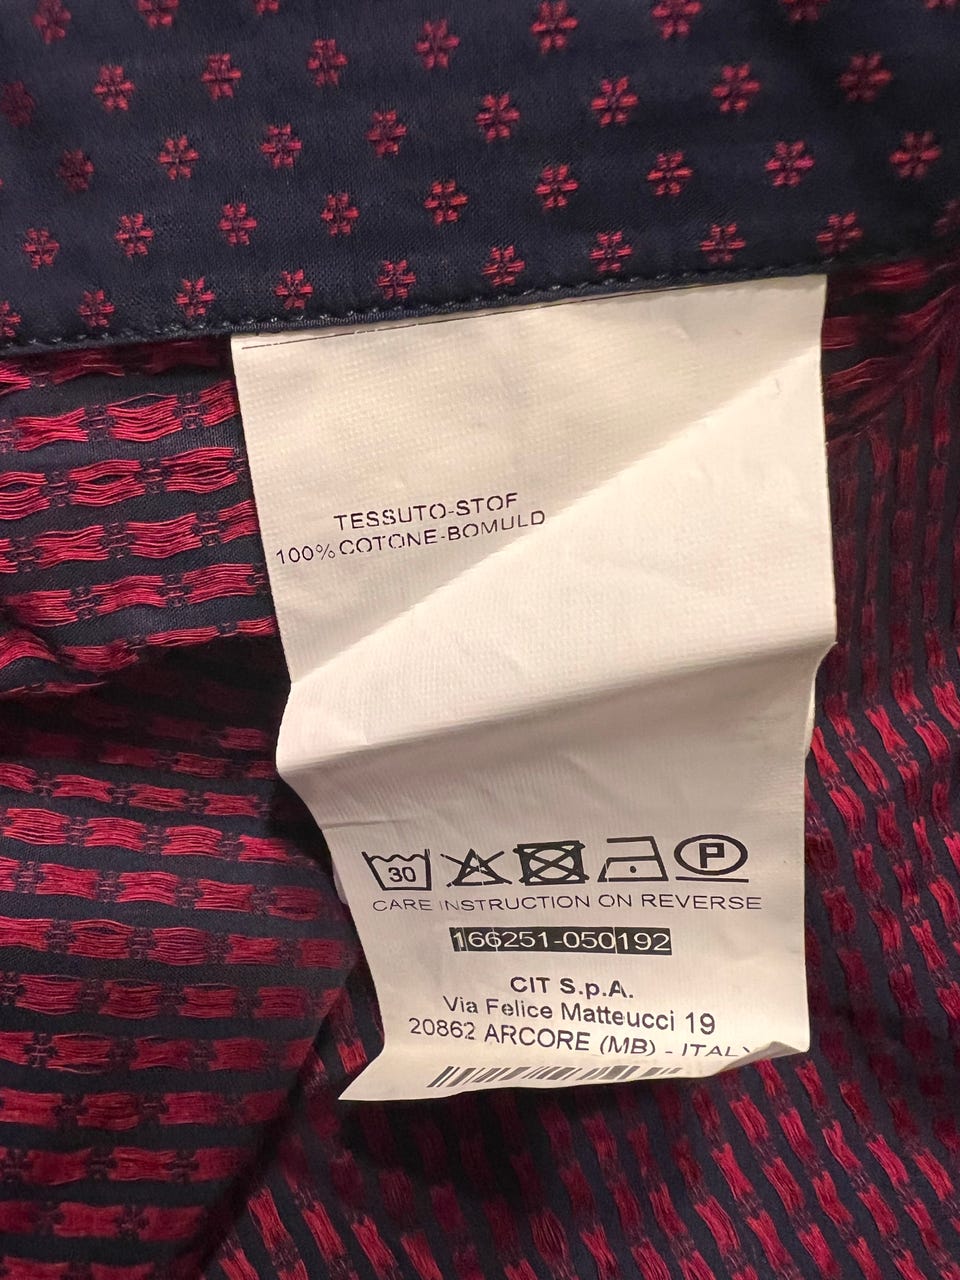 TESSUTO-STOF
100% COTONE-BOMULD
30
P
CARE INSTRUCTION ON REVERSE
166251-050192
CIT S.p.A.
Via Felice Matteucci 19
20862 ARCORE (MB) - ITALY